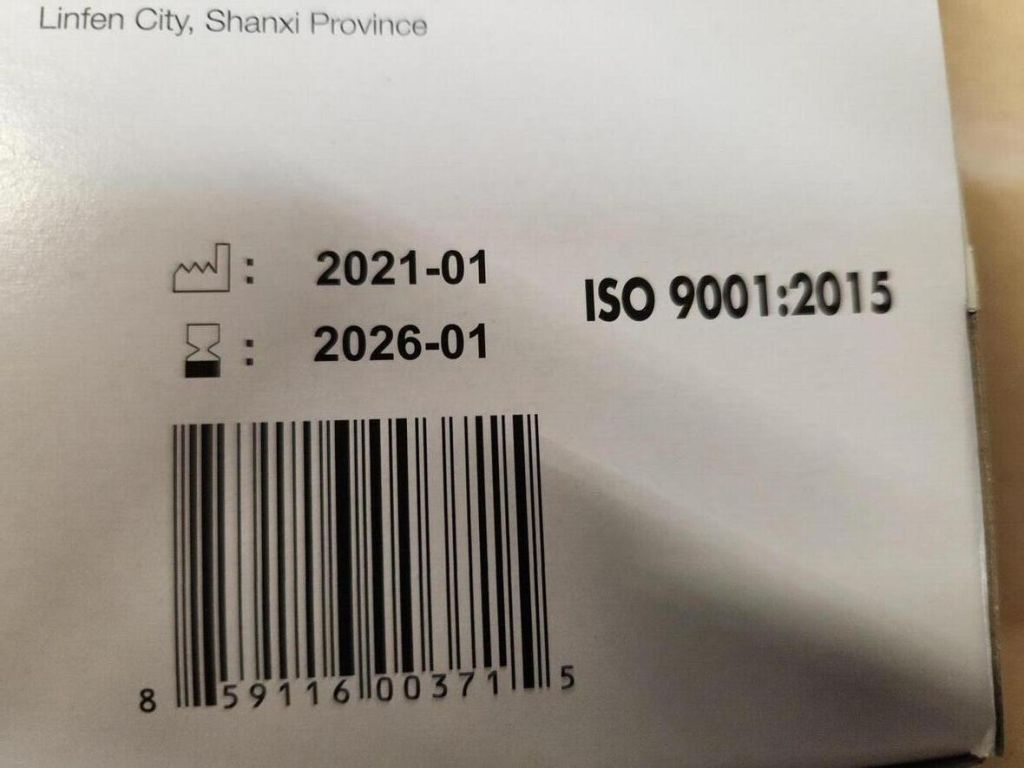 Linfen City, Shanxi Province
: 2021-01
: 2026-01
ISO 9001:2015
8 59116 00371 5